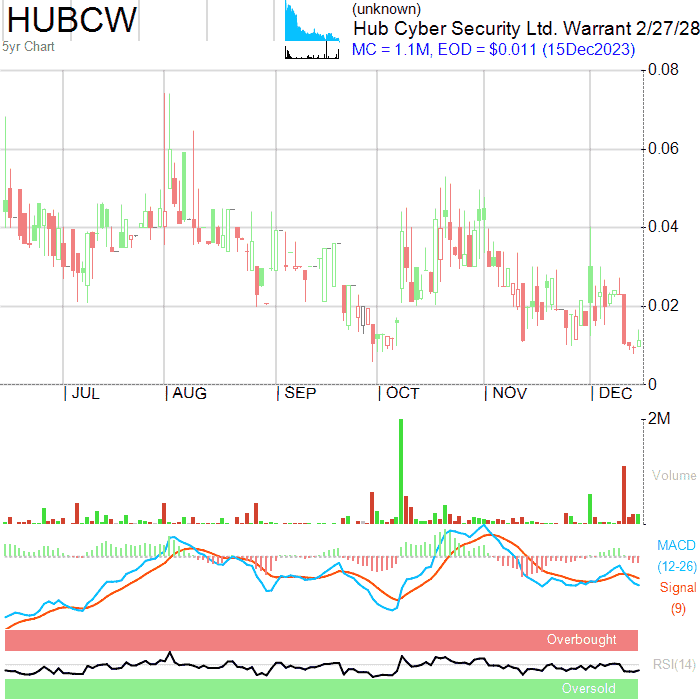 HUBCW
5yr Chart
(unknown)
Hub Cyber Security Ltd. Warrant 2/27/28
MC = 1.1M, EOD = $0.011 (15Dec2023)
0.08
0.06
0.04
0.02
0
JUL AUG SEP OCT NOV DEC
2M
Volume
MACD
(12-26)
Signal
(9)
Overbought
RSI(14)
Oversold